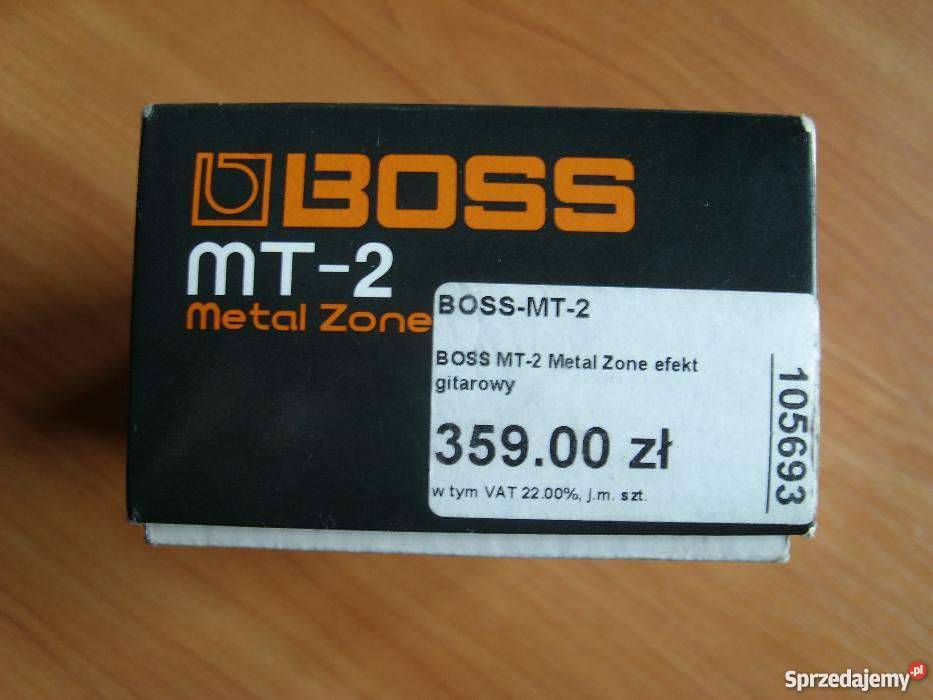 BOSS
MT-2
Metal Zone
BOSS-MT-2
BOSS MT-2 Metal Zone efekt
gitarowy
359.00 zł
w tym VAT 22.00%, j.m. szt.
105693
Sprzedajemy.pl